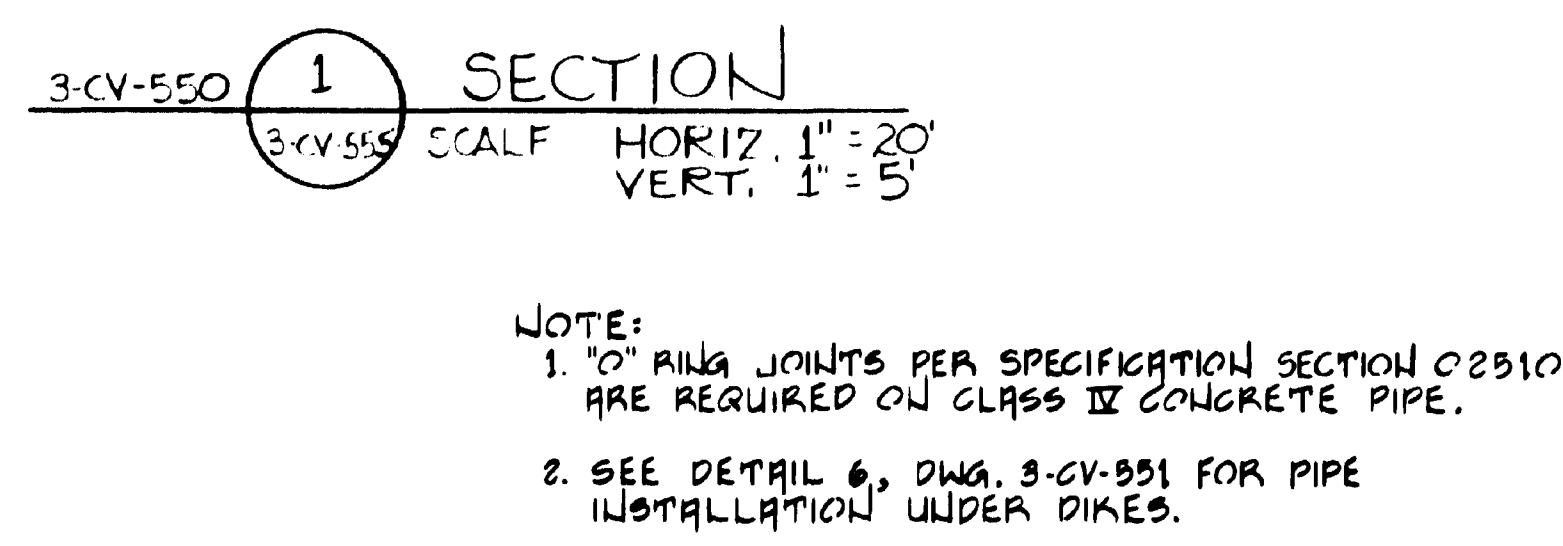 3-CV-550 1 SECTION
3-CV-555 SCALE HORIZ. 1" = 20'
VERT. 1" = 5'
NOTE:
1. "O" RING JOINTS PER SPECIFICATION SECTION 02510
ARE REQUIRED ON CLASS IV CONCRETE PIPE.
2. SEE DETAIL 6, DWG. 3-CV-551 FOR PIPE
INSTALLATION UNDER DIKES.